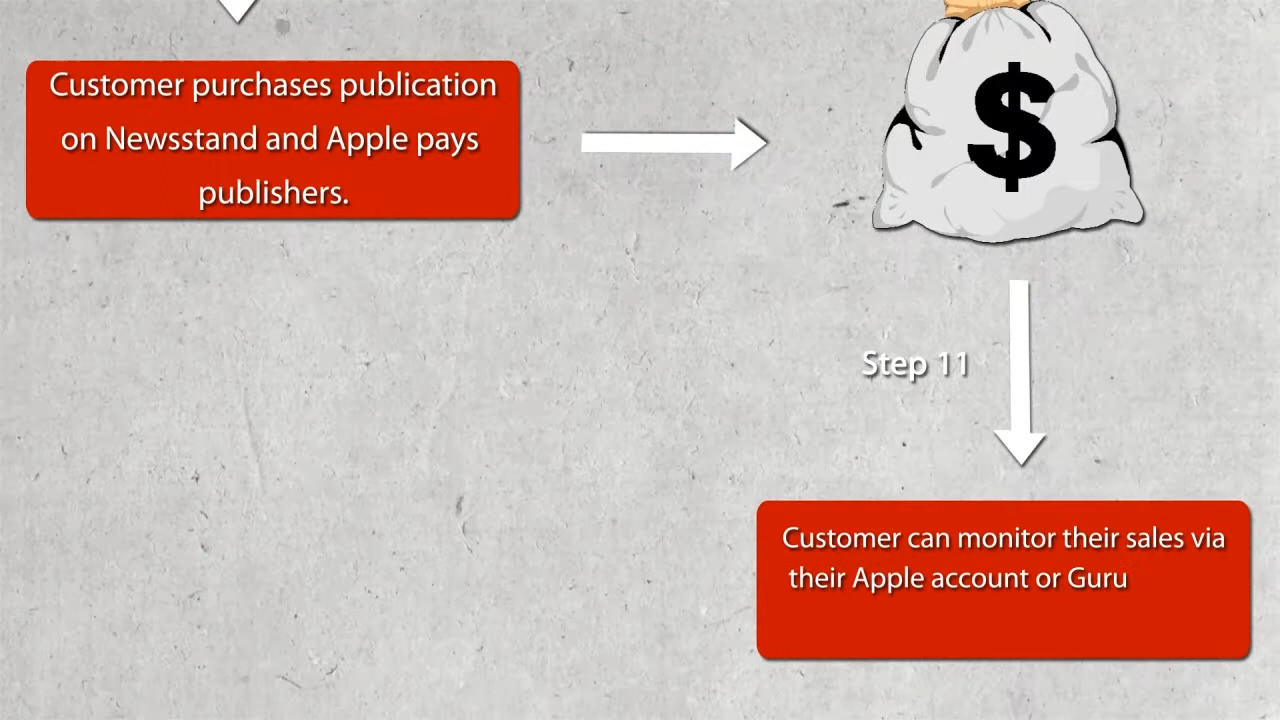 Customer purchases publication
on Newsstand and Apple pays
publishers.
$
Step 11
Customer can monitor their sales via
their Apple account or Guru